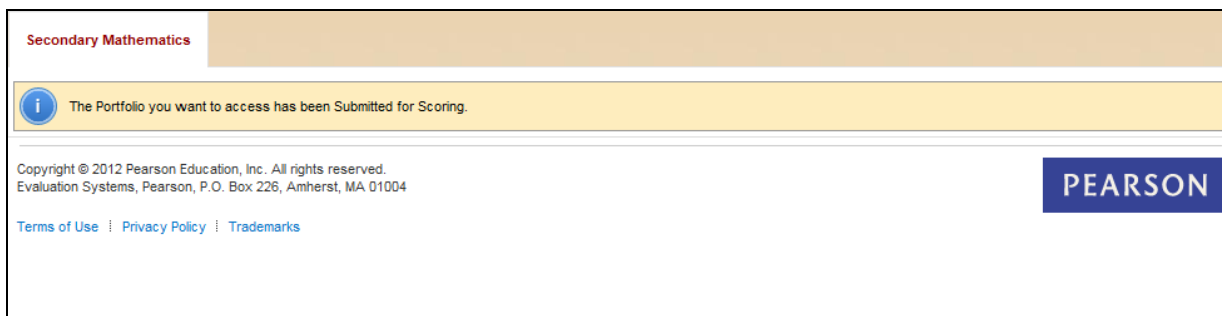 Secondary Mathematics
The Portfolio you want to access has been Submitted for Scoring.
Copyright © 2012 Pearson Education, Inc. All rights reserved.
Evaluation Systems, Pearson, P.O. Box 226, Amherst, MA 01004
PEARSON
Terms of Use Privacy Policy Trademarks